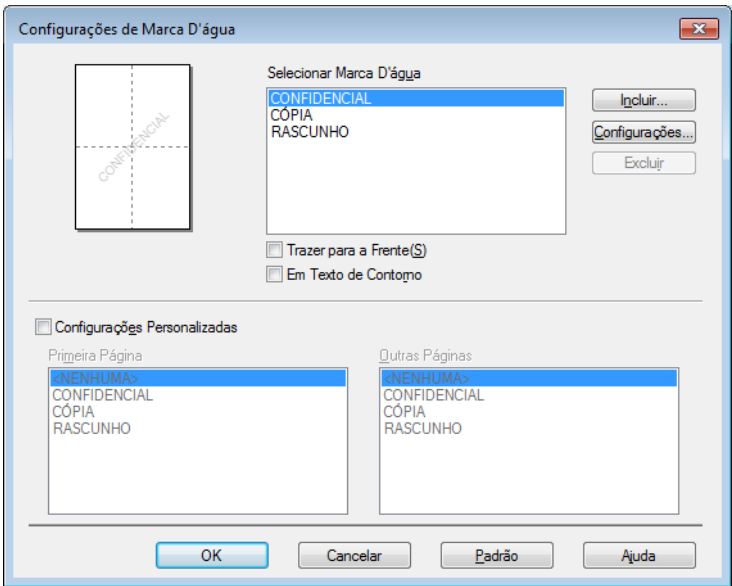 Configurações de Marca D'água
CONFIDENCIAL
Selecionar Marca D'água
CONFIDENCIAL
CÓPIA
RASCUNHO
Incluir...
Configurações...
Excluir
Trazer para a Frente(S)
Em Texto de Contorno
Configurações Personalizadas
Primeira Página
<NENHUMA>
CONFIDENCIAL
CÓPIA
RASCUNHO
Outras Páginas
<NENHUMA>
CONFIDENCIAL
CÓPIA
RASCUNHO
OK
Cancelar
Padrão
Ajuda